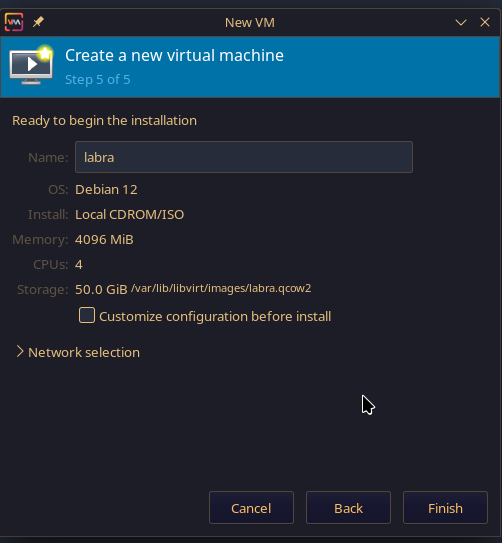 New VM
Create a new virtual machine
Step 5 of 5
Ready to begin the installation
Name: labra
OS: Debian 12
Install: Local CDROM/ISO
Memory: 4096 MiB
CPUs: 4
Storage: 50.0 GiB /var/lib/libvirt/images/labra.qcow2
Customize configuration before install
Network selection
Cancel Back Finish